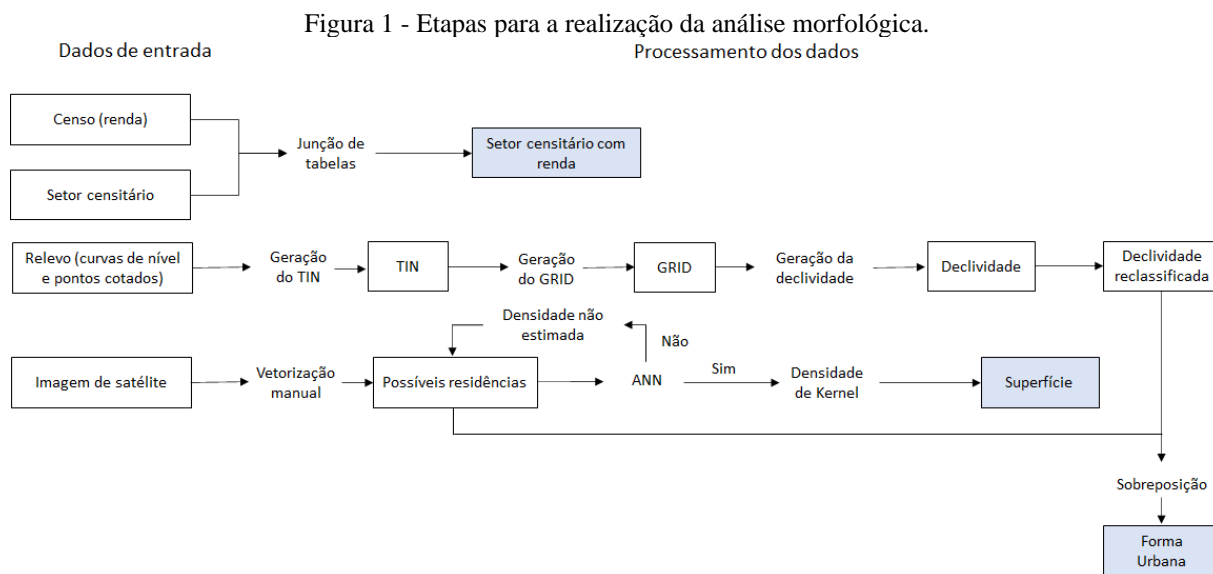 Figura 1 - Etapas para a realização da análise morfológica.
Dados de entrada
Processamento dos dados
Censo (renda)
Setor censitário
Junção de
tabelas
Setor censitário com
renda
Relevo (curvas de nível
e pontos cotados)
Geração
do TIN
TIN
Geração
do GRID
GRID
Geração da
declividade
Declividade
Declividade
reclassificada
Densidade não
estimada
Não
Imagem de satélite
Vetorização
manual
Possíveis residências
ANN
Sim
Densidade
de Kernel
Superfície
Sobreposição
Forma
Urbana